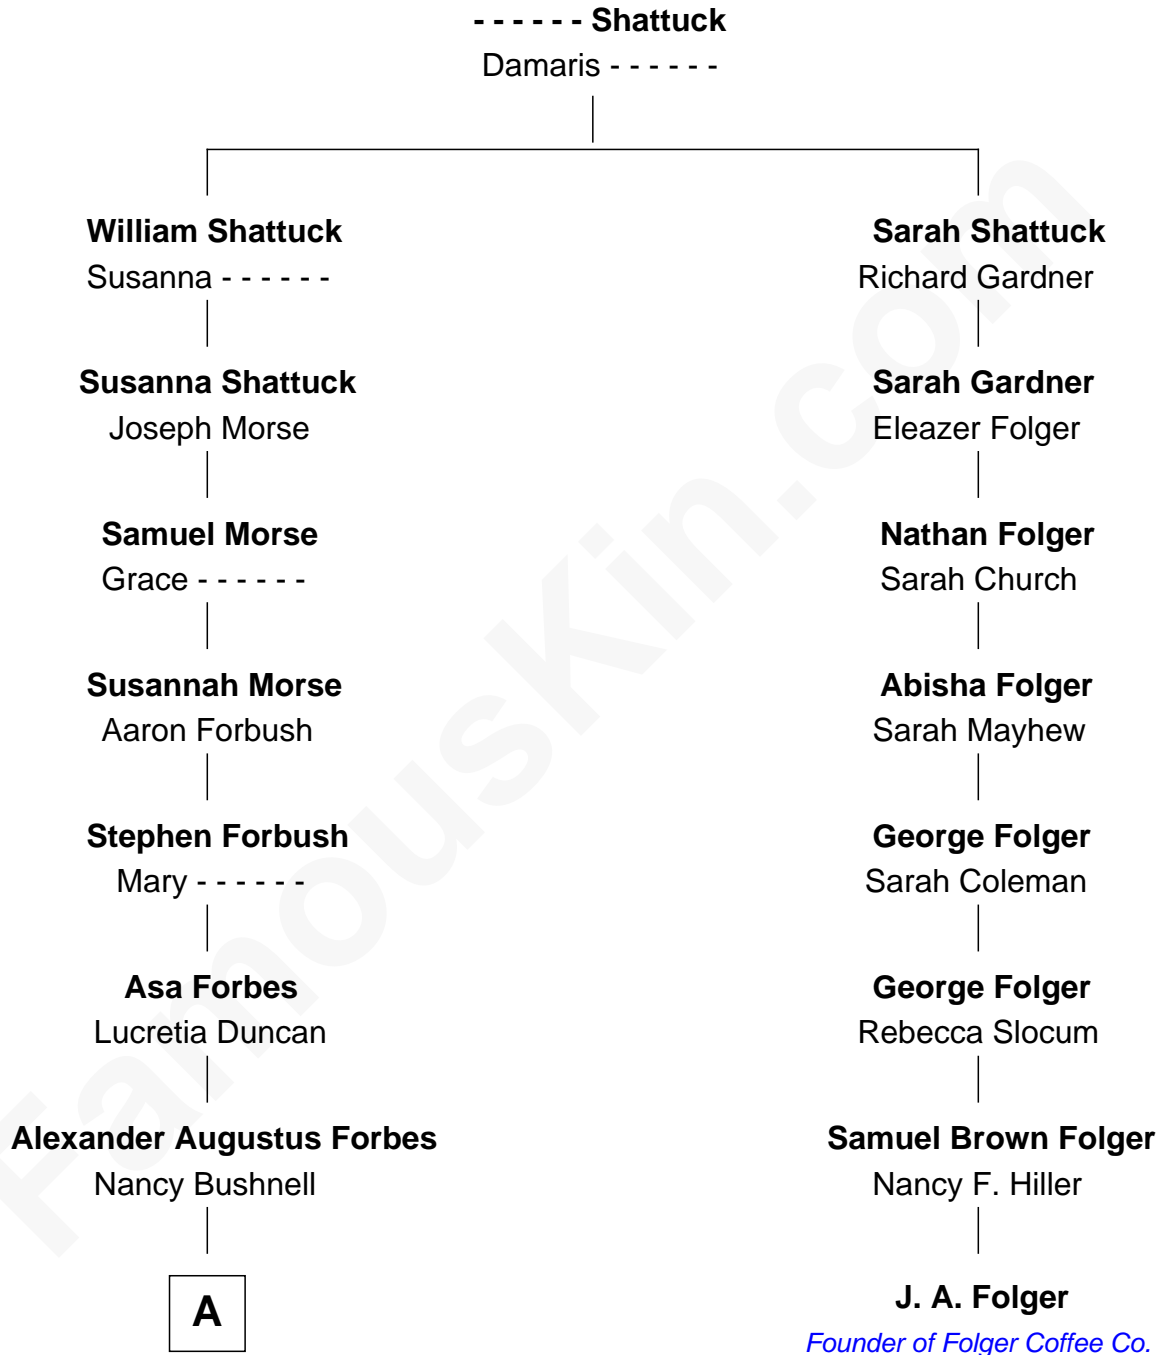 - - - - - - Shattuck
Damaris - - - - - -
William Shattuck
Susanna - - - - - -
Sarah Shattuck
Richard Gardner
Susanna Shattuck
Joseph Morse
Sarah Gardner
Eleazer Folger
Samuel Morse
Grace - - - - - -
Nathan Folger
Sarah Church
Susannah Morse
Aaron Forbush
Abisha Folger
Sarah Mayhew
Stephen Forbush
Mary - - - - - -
George Folger
Sarah Coleman
Asa Forbes
Lucretia Duncan
George Folger
Rebecca Slocum
Alexander Augustus Forbes
Nancy Bushnell
Samuel Brown Folger
Nancy F. Hiller
A
J. A. Folger
Founder of Folger Coffee Co.
FamousKin.com